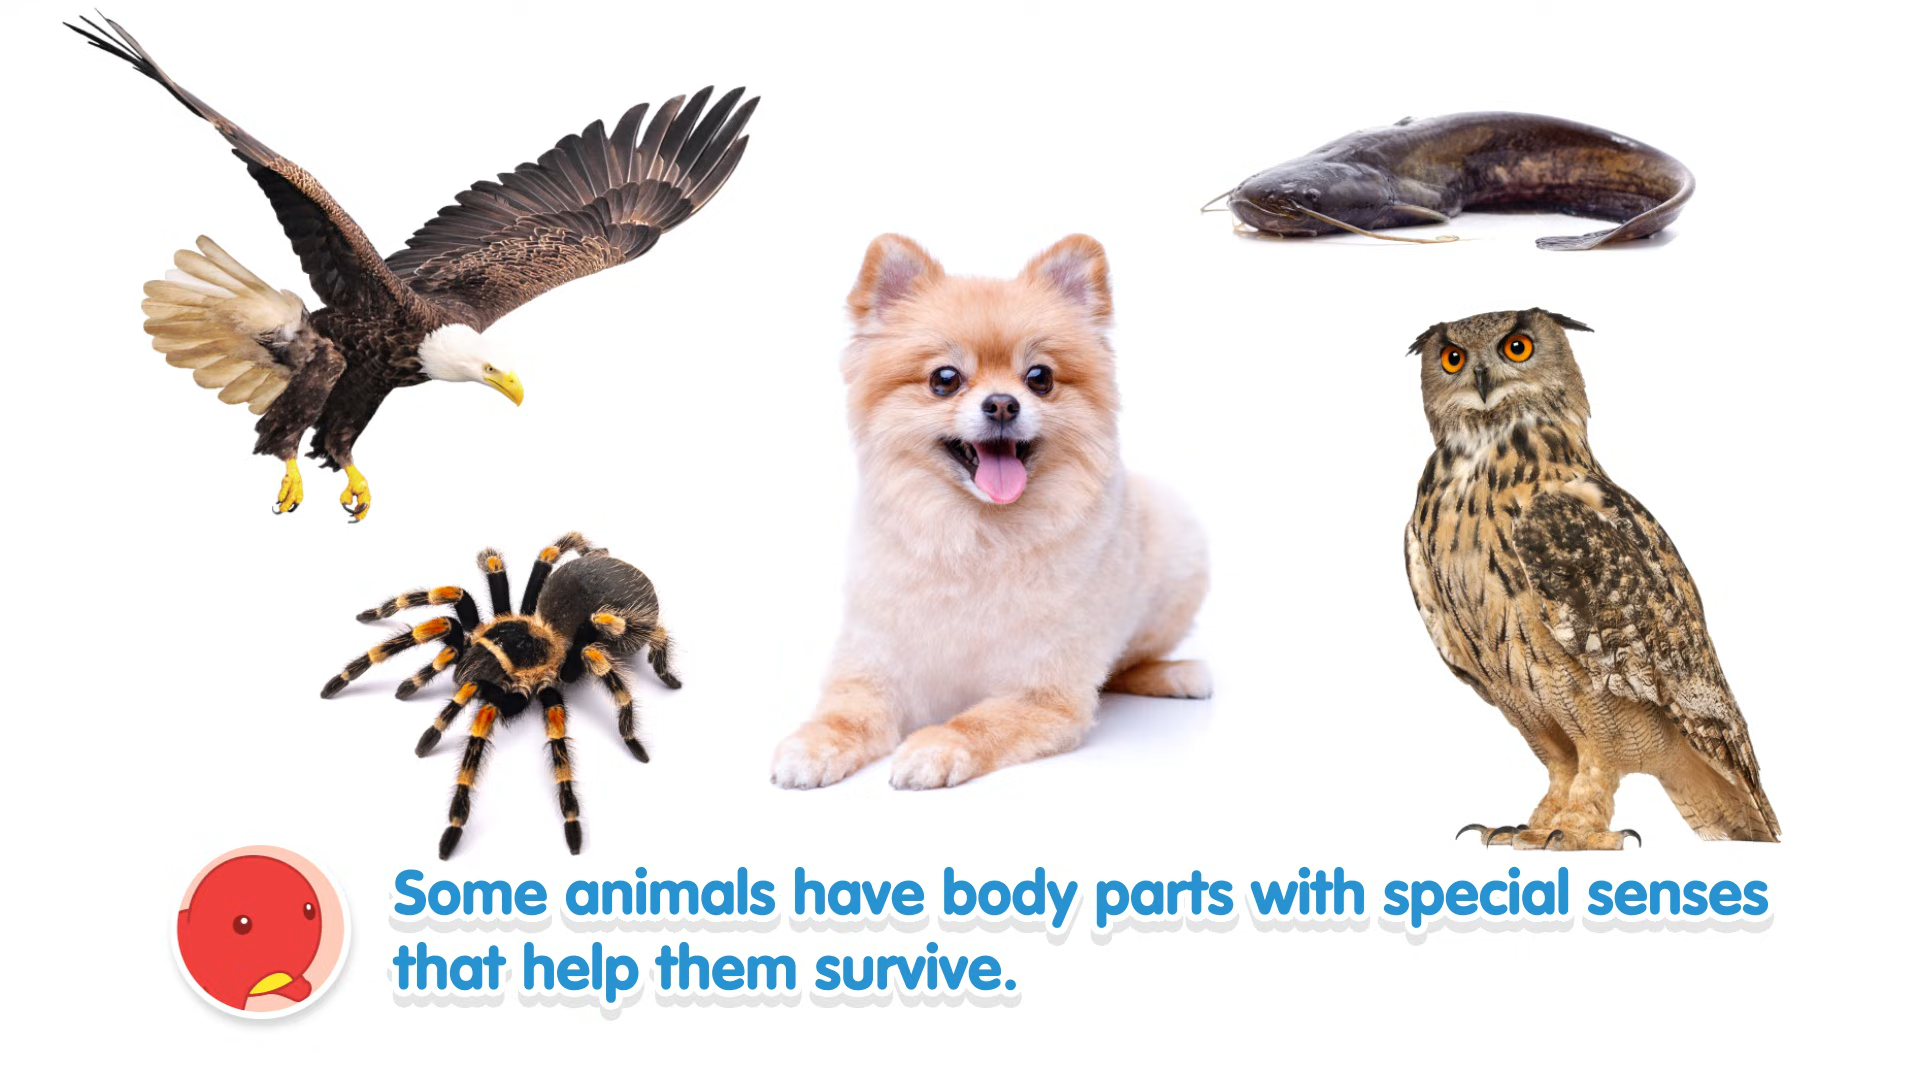 Some animals have body parts with special senses
that help them survive.